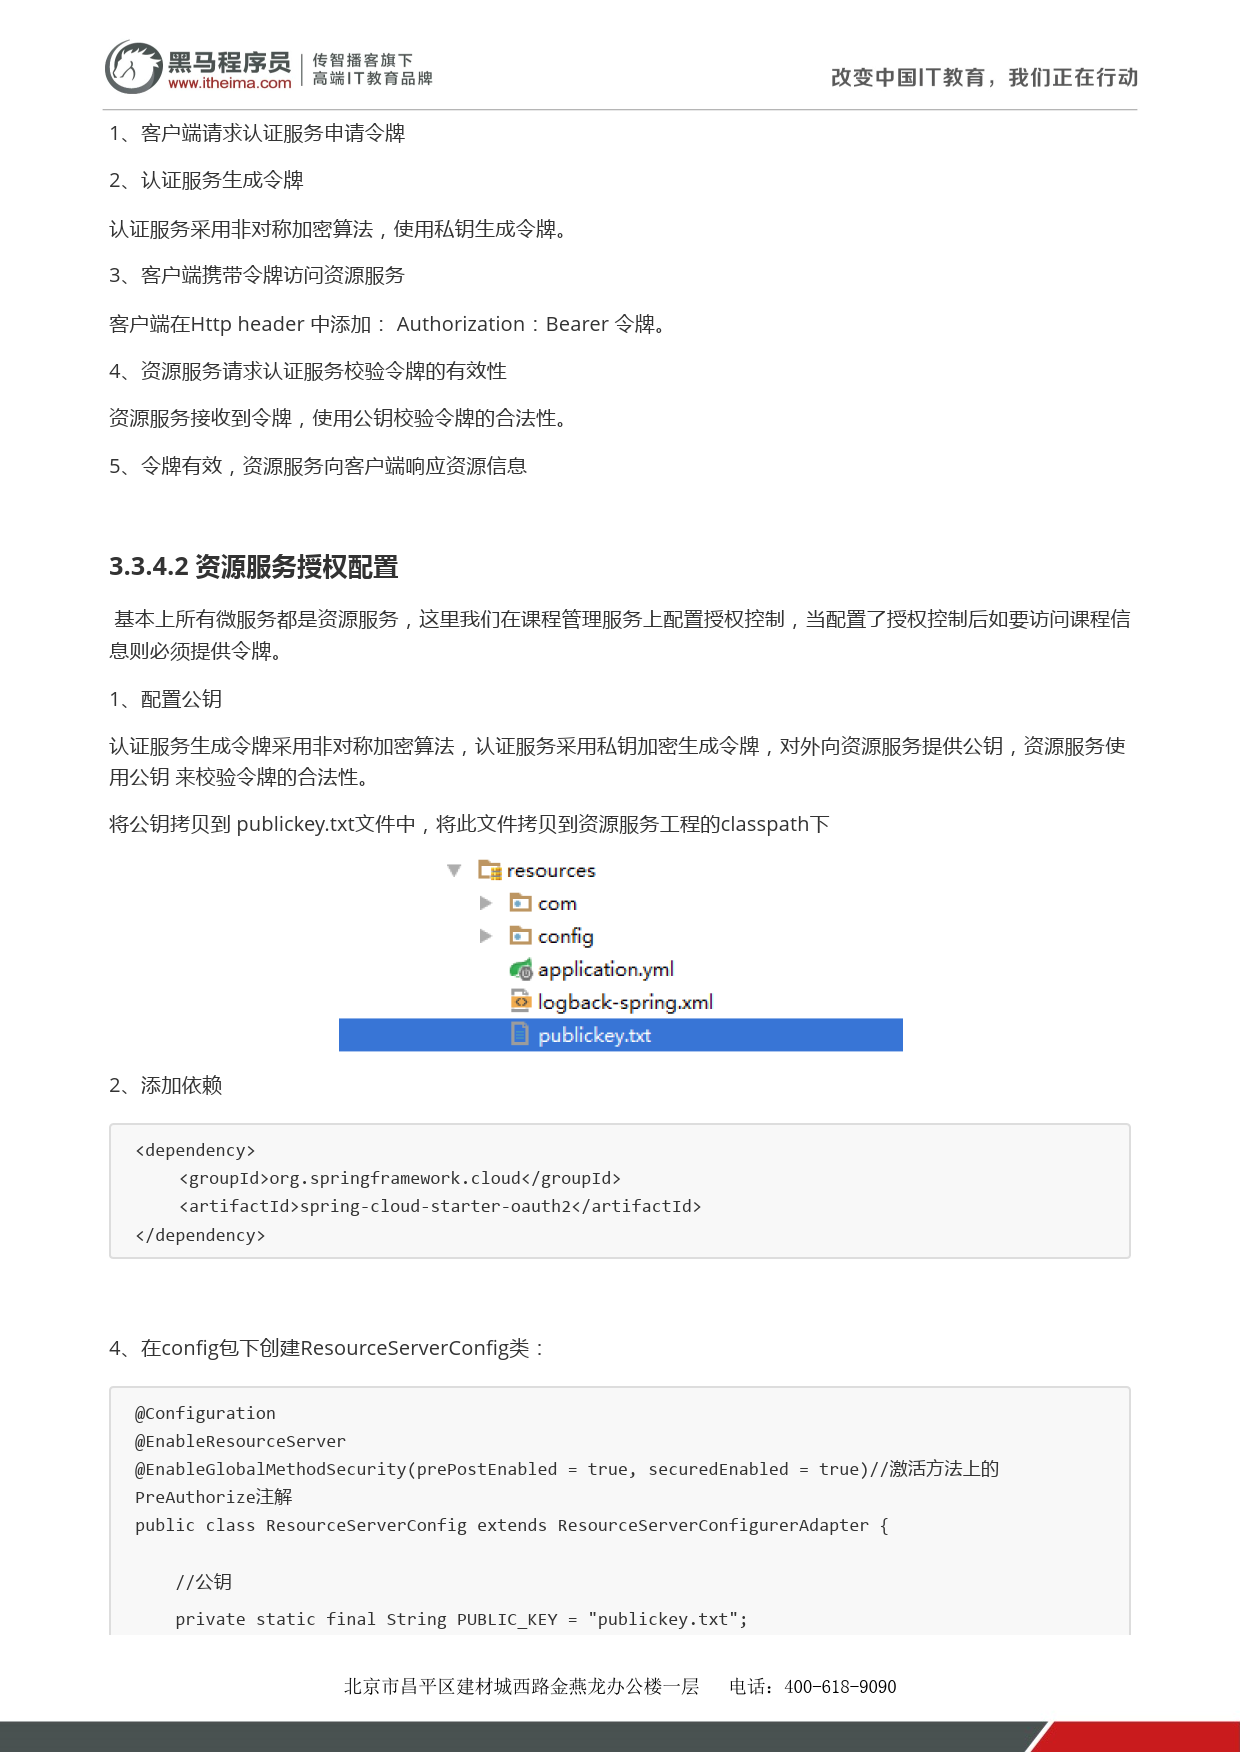 黑马程序员
www.itheima.com
传智播客旗下
高端IT教育品牌
改变中国IT教育，我们正在行动
1、客户端请求认证服务申请令牌
2、认证服务生成令牌
认证服务采用非对称加密算法，使用私钥生成令牌。
3、客户端携带令牌访问资源服务
客户端在Http header 中添加： Authorization：Bearer 令牌。
4、资源服务请求认证服务校验令牌的有效性
资源服务接收到令牌，使用公钥校验令牌的合法性。
5、令牌有效，资源服务向客户端响应资源信息
3.3.4.2 资源服务授权配置
基本上所有微服务都是资源服务，这里我们在课程管理服务上配置授权控制，当配置了授权控制后如要访问课程信
息则必须提供令牌。
1、配置公钥
认证服务生成令牌采用非对称加密算法，认证服务采用私钥加密生成令牌，对外向资源服务提供公钥，资源服务使
用公钥 来校验令牌的合法性。
将公钥拷贝到 publickey.txt文件中，将此文件拷贝到资源服务工程的classpath下
resources
com
config
application.yml
logback-spring.xml
publickey.txt
2、添加依赖
<dependency>
<groupId>org.springframework.cloud</groupId>
<artifactId>spring-cloud-starter-oauth2</artifactId>
</dependency>
4、在config包下创建ResourceServerConfig类：
@Configuration
@EnableResourceServer
@EnableGlobalMethodSecurity(prePostEnabled = true, securedEnabled = true)//激活方法上的
PreAuthorize注解
public class ResourceServerConfig extends ResourceServerConfigurerAdapter {
//公钥
private static final String PUBLIC_KEY = "publickey.txt";
北京市昌平区建材城西路金燕龙办公楼一层 电话：400-618-9090